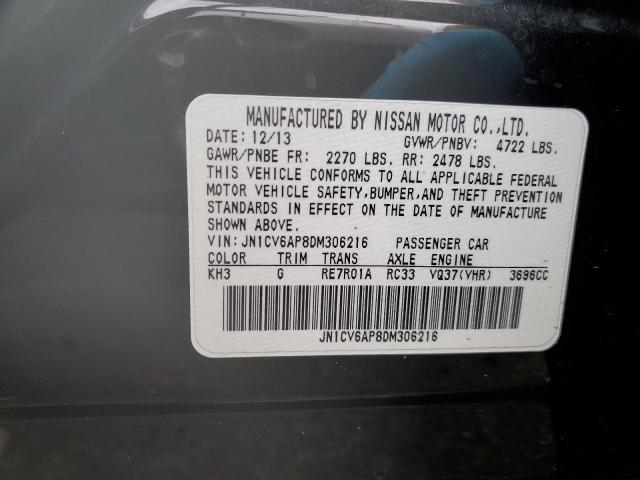 MANUFACTURED BY NISSAN MOTOR CO.,LTD.
DATE: 12/13 GVWR/PNBV: 4722 LBS.
GAWR/PNBE FR: 2270 LBS. RR: 2478 LBS.
THIS VEHICLE CONFORMS TO ALL APPLICABLE FEDERAL
MOTOR VEHICLE SAFETY,BUMPER,AND THEFT PREVENTION
STANDARDS IN EFFECT ON THE DATE OF MANUFACTURE
SHOWN ABOVE.
VIN: JN1CV6AP8DM306216 PASSENGER CAR
COLOR TRIM TRANS AXLE ENGINE
KH3 G RE7R01A RC33 VQ37(VHR) 3696CC
JN1CV6AP8DM306216